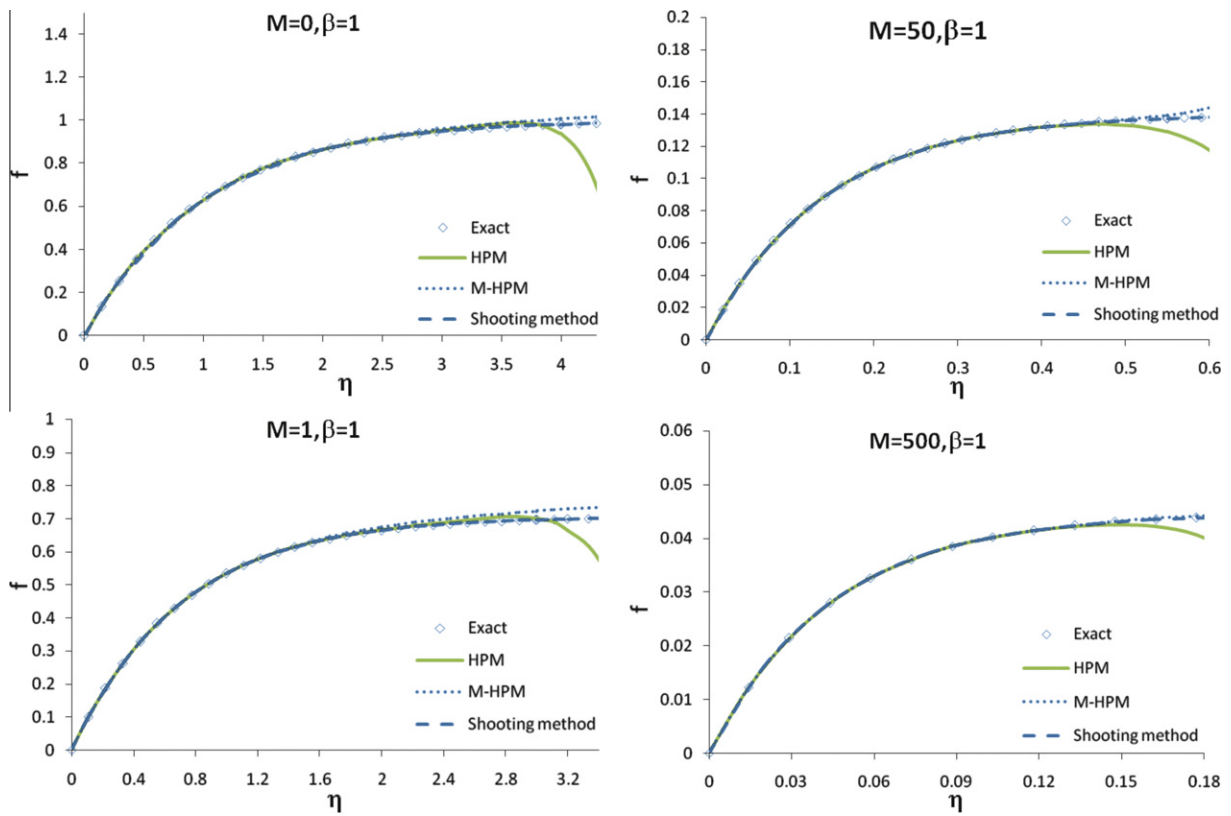 M=0,β=1
f
1.4
1.2
1
0.8
0.6
0.4
0.2
0
0 0.5 1 1.5 2 2.5 3 3.5 4
η
Exact
HPM
M-HPM
Shooting method
M=50,β=1
f
0.2
0.18
0.16
0.14
0.12
0.1
0.08
0.06
0.04
0.02
0
0 0.1 0.2 0.3 0.4 0.5 0.6
η
Exact
HPM
M-HPM
Shooting method
M=1,β=1
f
1
0.9
0.8
0.7
0.6
0.5
0.4
0.3
0.2
0.1
0
0 0.4 0.8 1.2 1.6 2 2.4 2.8 3.2
η
Exact
HPM
M-HPM
Shooting method
M=500,β=1
f
0.06
0.05
0.04
0.03
0.02
0.01
0
0 0.03 0.06 0.09 0.12 0.15 0.18
η
Exact
HPM
M-HPM
Shooting method